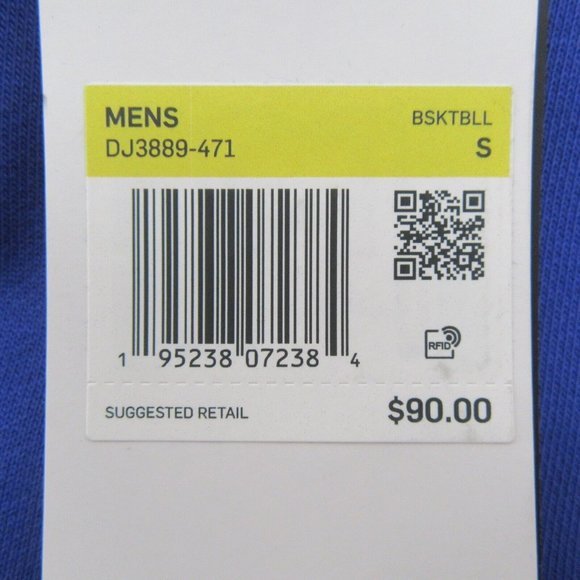 MENS BSKTBLL
DJ3889-471 S
1 95238 07238 4
RFID
SUGGESTED RETAIL $90.00